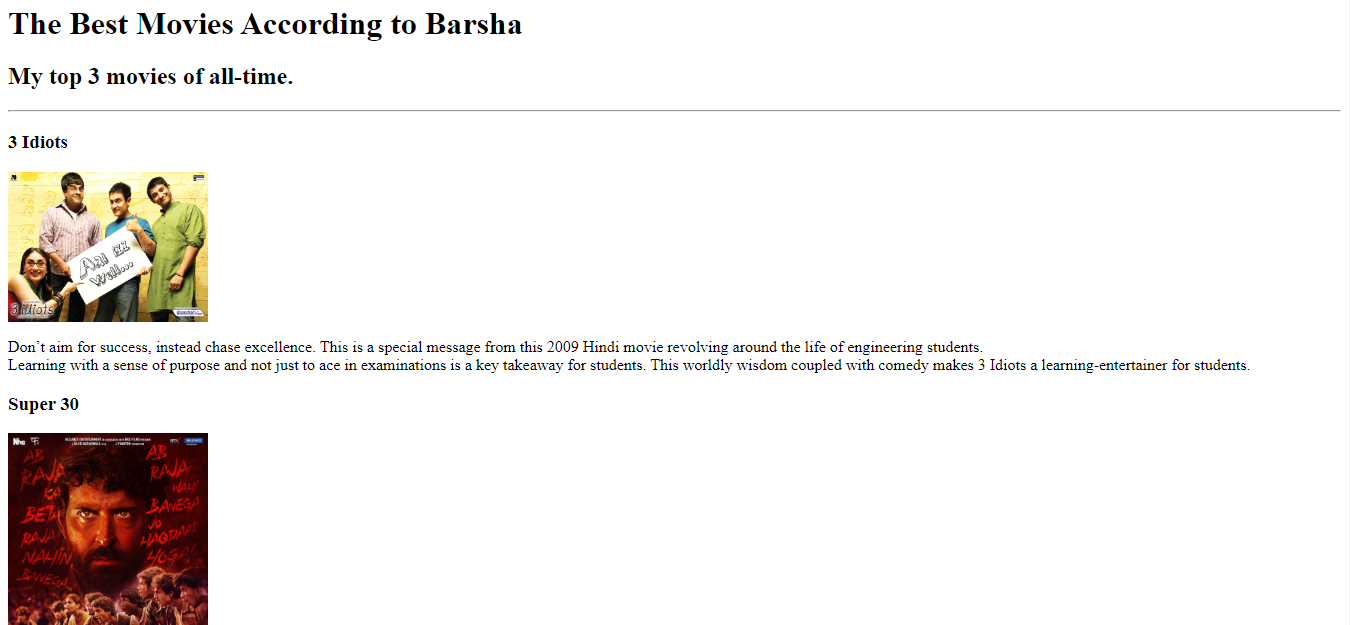 The Best Movies According to Barsha
My top 3 movies of all-time.
3 Idiots
Aal izz
Well...
3 idiots
Don’t aim for success, instead chase excellence. This is a special message from this 2009 Hindi movie revolving around the life of engineering students.
Learning with a sense of purpose and not just to ace in examinations is a key takeaway for students. This worldly wisdom coupled with comedy makes 3 Idiots a learning-entertainer for students.
Super 30
AB
RAJA
KA
BETA
RAJA
NAHIN
BANEGA
AB
RAJA
WAHI
BANEGA
JO
HAQDAAR
HOGA